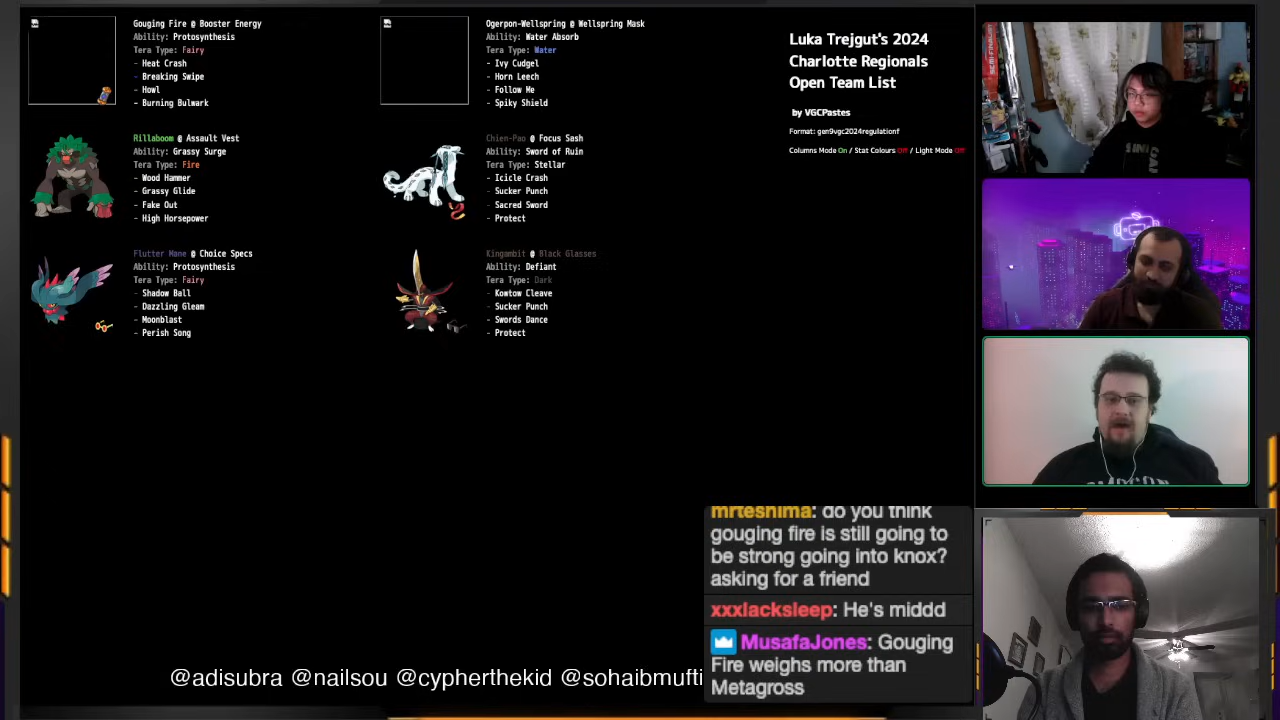 Gouging Fire @ Booster Energy
Ability: Protosynthesis
Tera Type: Fairy
- Heat Crash
- Breaking Swipe
- Howl
- Burning Bulwark
Ogerpon-Wellspring @ Wellspring Mask
Ability: Water Absorb
Tera Type: Water
- Ivy Cudgel
- Horn Leech
- Follow Me
- Spiky Shield
Luka Trejgut's 2024
Charlotte Regionals
Open Team List
by VGCPastes
Format: gen9vgc2024regulationf
Columns Mode On / Stat Colours Off / Light Mode Off
Rillaboom @ Assault Vest
Ability: Grassy Surge
Tera Type: Fire
- Wood Hammer
- Grassy Glide
- Fake Out
- High Horsepower
Chien-Pao @ Focus Sash
Ability: Sword of Ruin
Tera Type: Stellar
- Icicle Crash
- Sucker Punch
- Sacred Sword
- Protect
Flutter Mane @ Choice Specs
Ability: Protosynthesis
Tera Type: Fairy
- Shadow Ball
- Dazzling Gleam
- Moonblast
- Perish Song
Kingambit @ Black Glasses
Ability: Defiant
Tera Type: Dark
- Kowtow Cleave
- Sucker Punch
- Swords Dance
- Protect
mrteshima: do you think
gouging fire is still going to
be strong going into knox?
asking for a friend
xxxlacksleep: He's middd
MusafaJones: Gouging
Fire weighs more than
Metagross
@adisubra @nailsou @cypherthekid @sohaibmufti